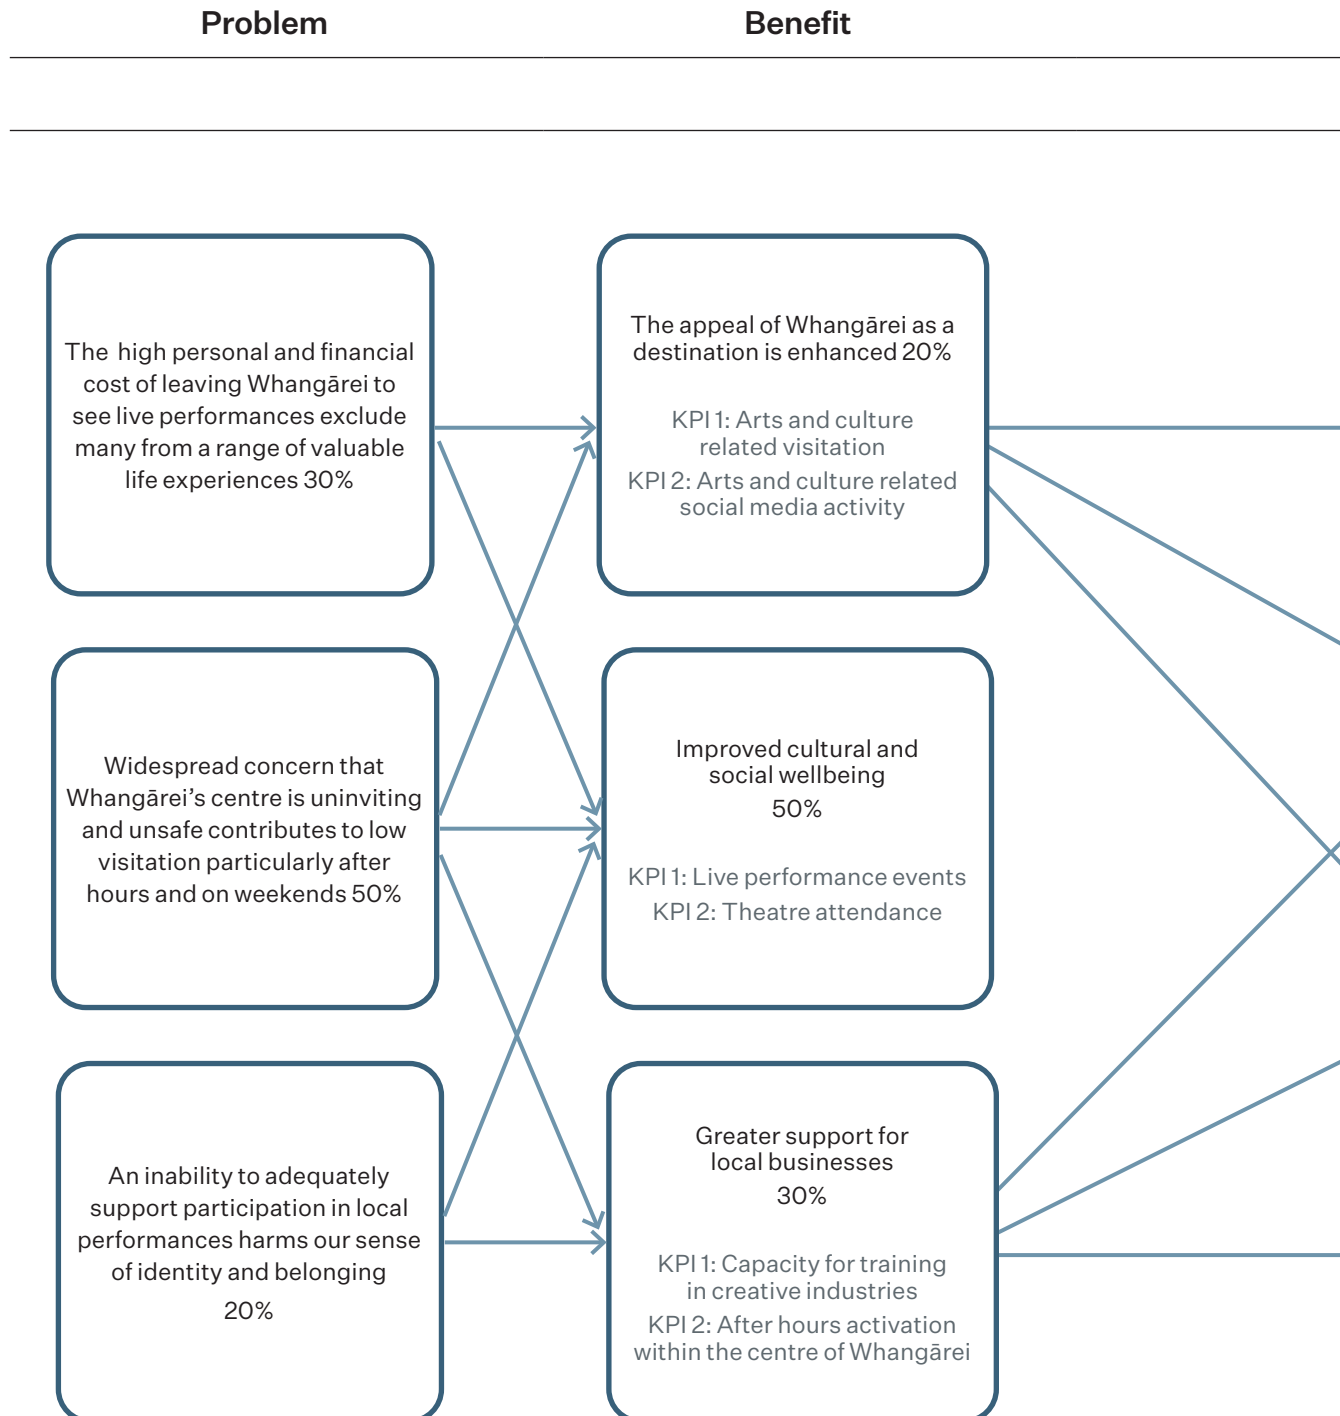 Problem
Benefit
The high personal and financial
cost of leaving Whangārei to
see live performances exclude
many from a range of valuable
life experiences 30%
The appeal of Whangārei as a
destination is enhanced 20%
KPI 1: Arts and culture
related visitation
KPI 2: Arts and culture related
social media activity
Widespread concern that
Whangārei’s centre is uninviting
and unsafe contributes to low
visitation particularly after
hours and on weekends 50%
Improved cultural and
social wellbeing
50%
KPI 1: Live performance events
KPI 2: Theatre attendance
An inability to adequately
support participation in local
performances harms our sense
of identity and belonging
20%
Greater support for
local businesses
30%
KPI 1: Capacity for training
in creative industries
KPI 2: After hours activation
within the centre of Whangārei